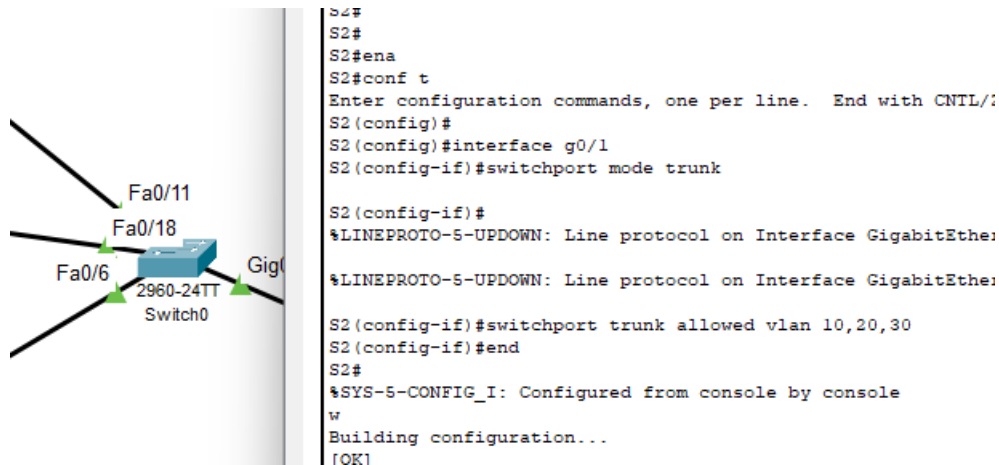 Fa0/11
Fa0/18
Fa0/6
2960-24TT
Switch0
S2#
S2#
S2#ena
S2#conf t
Enter configuration commands, one per line.  End with CNTL/
S2(config)#
S2(config)#interface g0/1
S2(config-if)#switchport mode trunk
S2(config-if)#
%LINEPROTO-5-UPDOWN: Line protocol on Interface GigabitEther
%LINEPROTO-5-UPDOWN: Line protocol on Interface GigabitEther
S2(config-if)#switchport trunk allowed vlan 10,20,30
S2(config-if)#end
S2#
%SYS-5-CONFIG_I: Configured from console by console
w
Building configuration...
[OK]